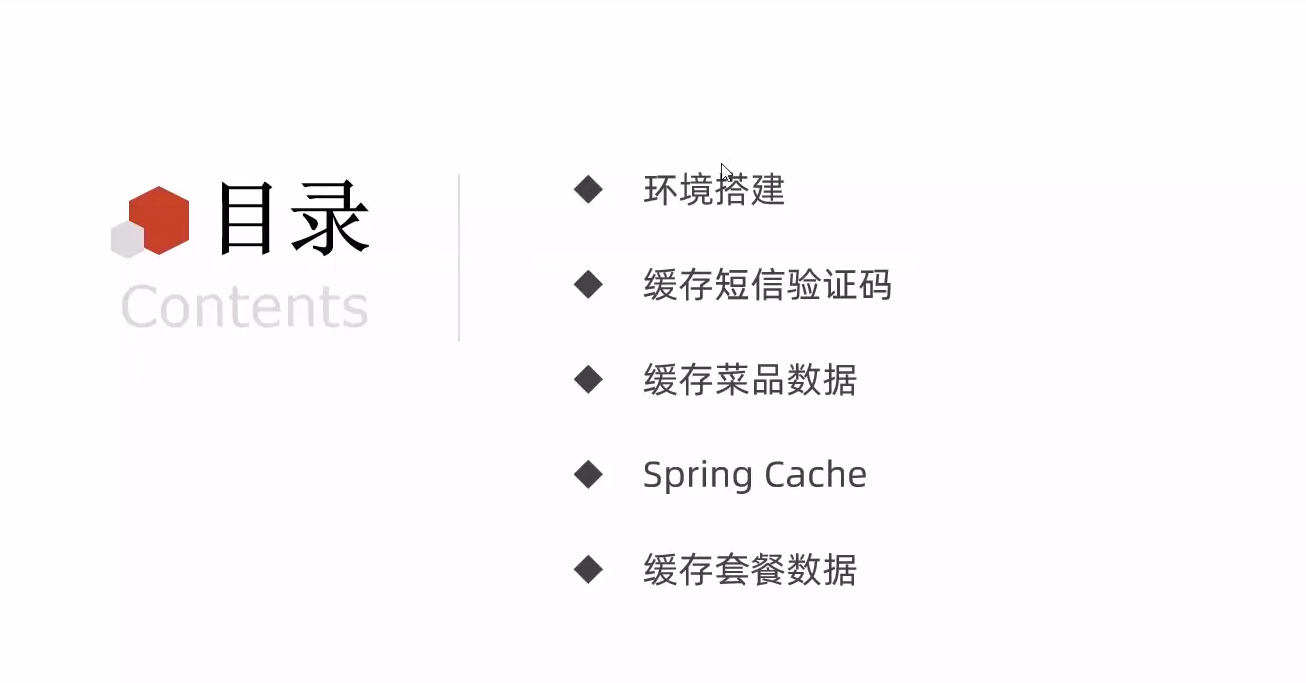 目录
Contents
环境搭建
缓存短信验证码
缓存菜品数据
Spring Cache
缓存套餐数据